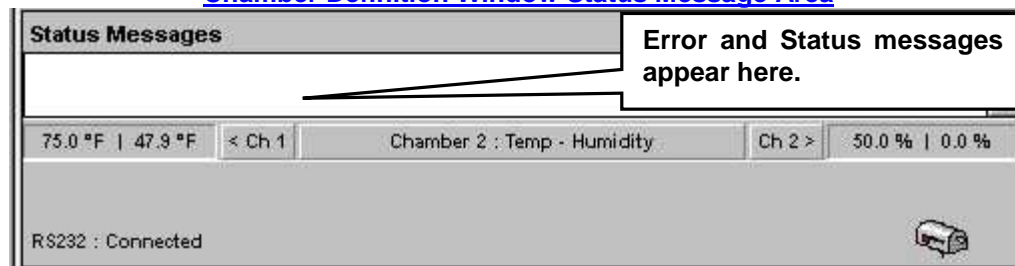 Chamber Definition Window Status Message Area
Status Messages
Error and Status messages
appear here.
75.0 °F | 47.9 °F < Ch 1 Chamber 2 : Temp - Humidity Ch 2 > 50.0 % | 0.0 %
RS232 : Connected